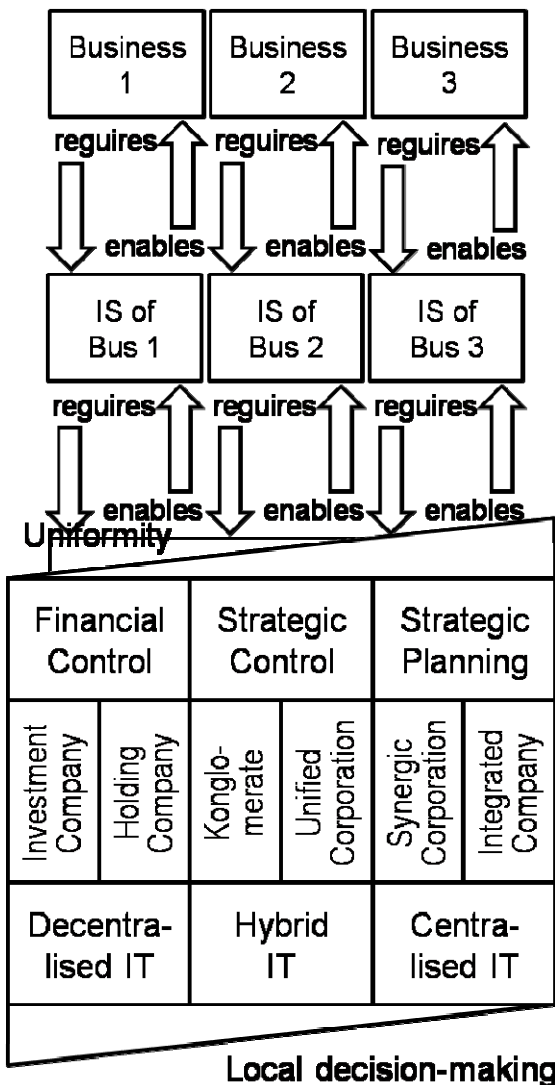 Business
1
Business
2
Business
3
reguires
reguires
reguires
enables
enables
enables
IS of
Bus 1
IS of
Bus 2
IS of
Bus 3
reguires
reguires
reguires
enables
enables
enables
Uniformity
Financial
Control
Strategic
Control
Strategic
Planning
Investment
Company
Holding
Company
Konglo-
merate
Unified
Corporation
Synergic
Corporation
Integrated
Company
Decentra-
lised IT
Hybrid
IT
Centra-
lised IT
Local decision-making